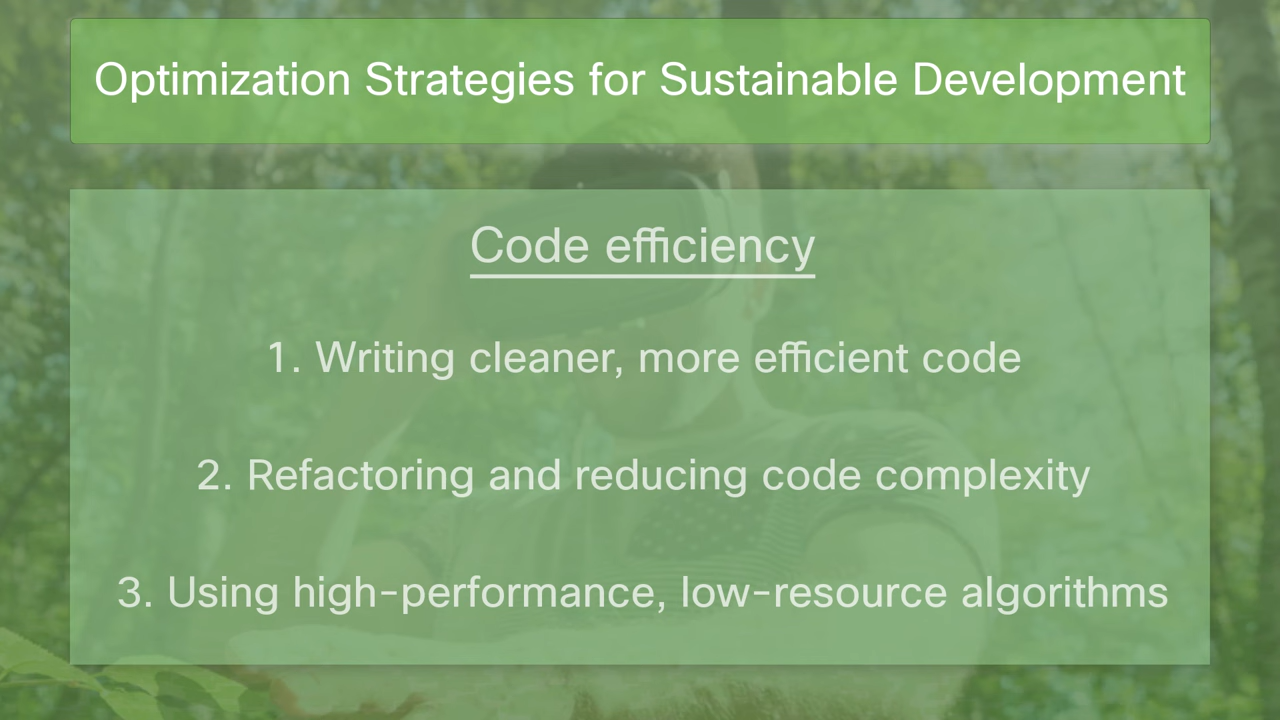 Optimization Strategies for Sustainable Development
Code efficiency
1. Writing cleaner, more efficient code
2. Refactoring and reducing code complexity
3. Using high-performance, low-resource algorithms